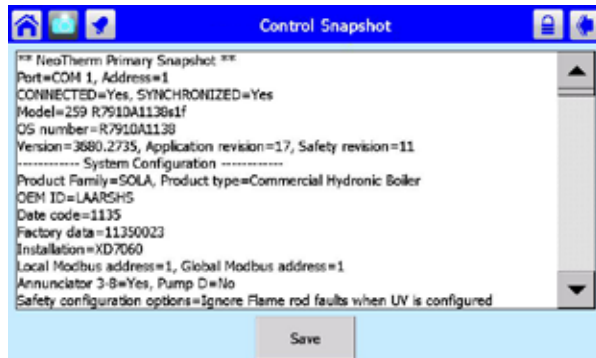 Control Snapshot
** NeoTherm Primary Snapshot **
Port=COM 1, Address=1
CONNECTED=Yes, SYNCHRONIZED=Yes
Model=259 R7910A1138s1f
OS number=R7910A1138
Version=3680.2735, Application revision=17, Safety revision=11
------------ System Configuration ------------
Product Family=SOLA, Product type=Commercial Hydronic Boiler
OEM ID=LAARSHS
Date code=1135
Factory data=11350023
Installation=XD7060
Local Modbus address=1, Global Modbus address=1
Annunciator 3-8=Yes, Pump D=No
Safety configuration options=Ignore Flame rod faults when UV is configured
Save